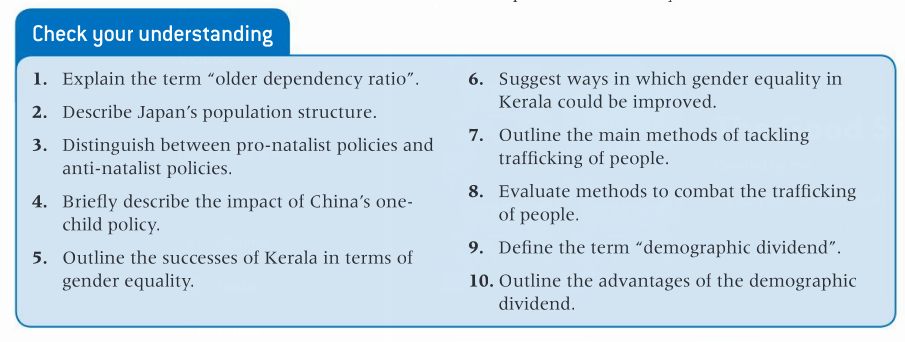 Check your understanding
1. Explain the term “older dependency ratio”.
2. Describe Japan’s population structure.
3. Distinguish between pro-natalist policies and
anti-natalist policies.
4. Briefly describe the impact of China’s one-
child policy.
5. Outline the successes of Kerala in terms of
gender equality.
6. Suggest ways in which gender equality in
Kerala could be improved.
7. Outline the main methods of tackling
trafficking of people.
8. Evaluate methods to combat the trafficking
of people.
9. Define the term “demographic dividend”.
10. Outline the advantages of the demographic
dividend.